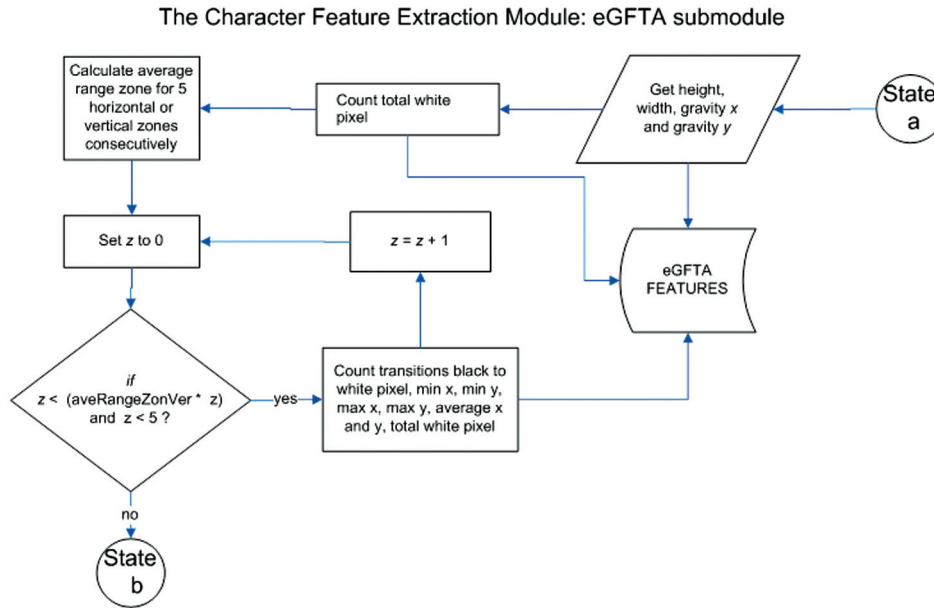 The Character Feature Extraction Module: eGFTA submodule
Calculate average
range zone for 5
horizontal or
vertical zones
consecutively
Count total white
pixel
Get height,
width, gravity x
and gravity y
State
a
Set z to 0
z = z + 1
eGFTA
FEATURES
if
z < (aveRangeZonVer * z)
and z < 5 ?
yes
Count transitions black to
white pixel, min x, min y,
max x, max y, average x
and y, total white pixel
no
State
b